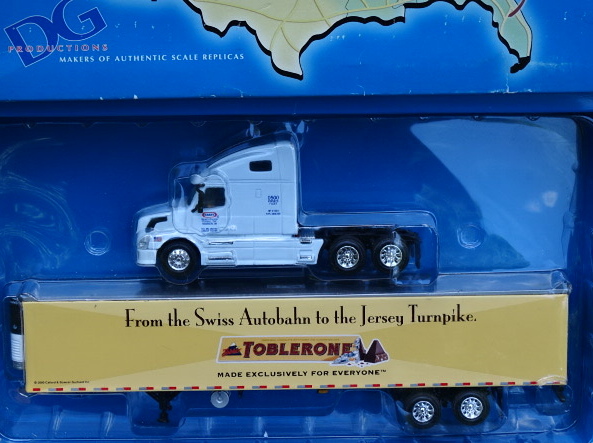 DG
PRODUCTIONS
MAKERS OF AUTHENTIC SCALE REPLICAS
From the Swiss Autobahn to the Jersey Turnpike.
TOBLERONE
MADE EXCLUSIVELY FOR EVERYONE™